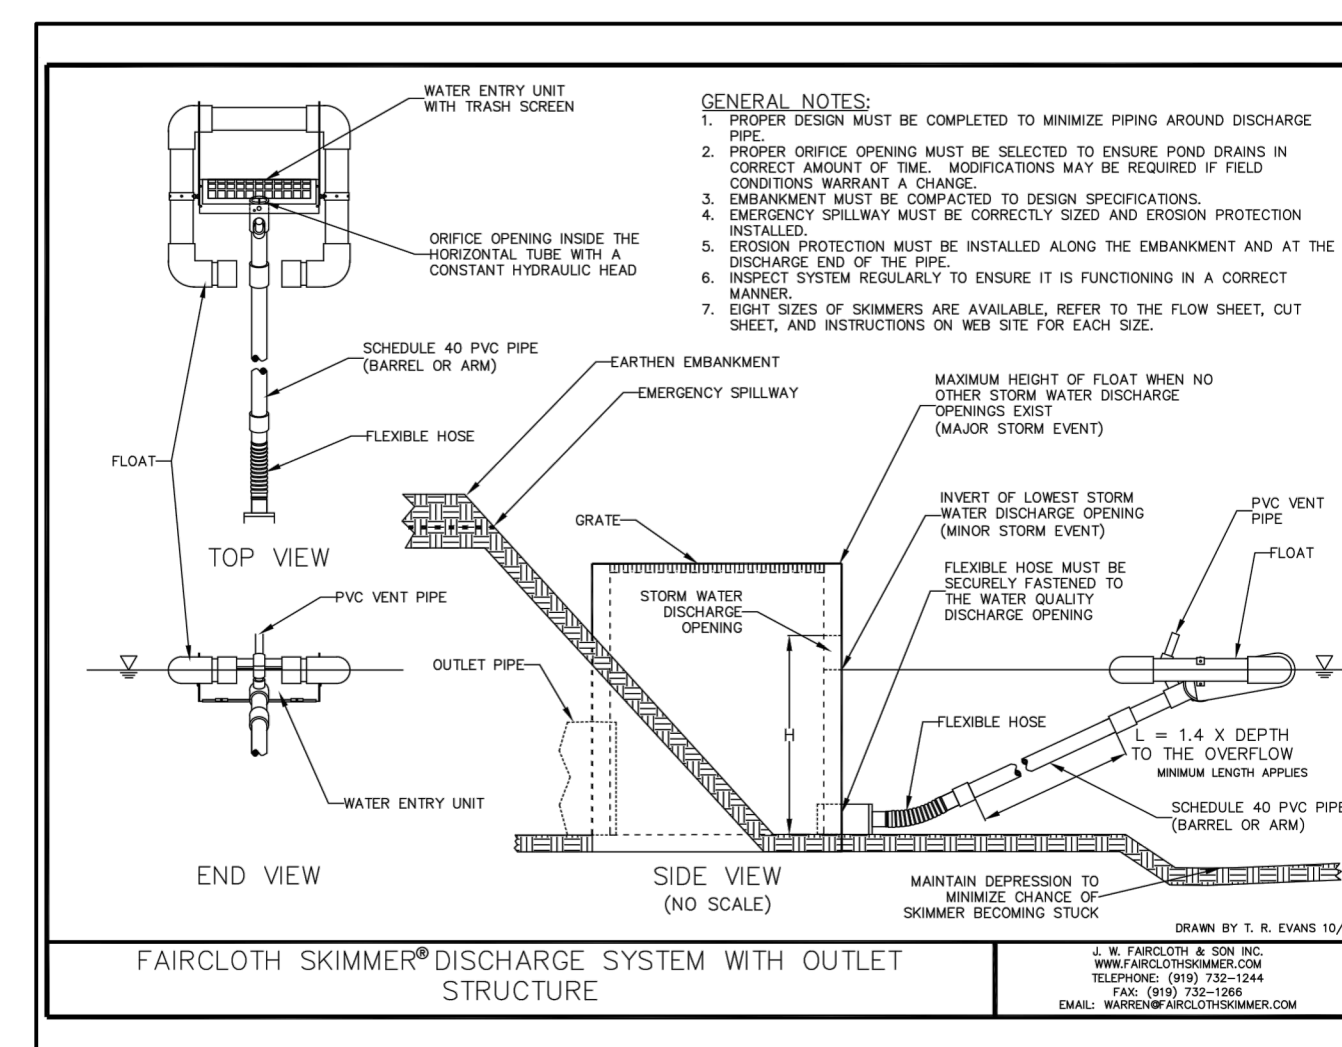 WATER ENTRY UNIT
WITH TRASH SCREEN
ORIFICE OPENING INSIDE THE
HORIZONTAL TUBE WITH A
CONSTANT HYDRAULIC HEAD
SCHEDULE 40 PVC PIPE
(BARREL OR ARM)
FLEXIBLE HOSE
FLOAT
TOP VIEW
GENERAL NOTES:
1. PROPER DESIGN MUST BE COMPLETED TO MINIMIZE PIPING AROUND DISCHARGE
PIPE.
2. PROPER ORIFICE OPENING MUST BE SELECTED TO ENSURE POND DRAINS IN
CORRECT AMOUNT OF TIME. MODIFICATIONS MAY BE REQUIRED IF FIELD
CONDITIONS WARRANT A CHANGE.
3. EMBANKMENT MUST BE COMPACTED TO DESIGN SPECIFICATIONS.
4. EMERGENCY SPILLWAY MUST BE CORRECTLY SIZED AND EROSION PROTECTION
INSTALLED.
5. EROSION PROTECTION MUST BE INSTALLED ALONG THE EMBANKMENT AND AT THE
DISCHARGE END OF THE PIPE.
6. INSPECT SYSTEM REGULARLY TO ENSURE IT IS FUNCTIONING IN A CORRECT
MANNER.
7. EIGHT SIZES OF SKIMMERS ARE AVAILABLE, REFER TO THE FLOW SHEET, CUT
SHEET, AND INSTRUCTIONS ON WEB SITE FOR EACH SIZE.
EARTHEN EMBANKMENT
EMERGENCY SPILLWAY
MAXIMUM HEIGHT OF FLOAT WHEN NO
OTHER STORM WATER DISCHARGE
OPENINGS EXIST
(MAJOR STORM EVENT)
INVERT OF LOWEST STORM
WATER DISCHARGE OPENING
(MINOR STORM EVENT)
FLEXIBLE HOSE MUST BE
SECURELY FASTENED TO
THE WATER QUALITY
DISCHARGE OPENING
PVC VENT
PIPE
FLOAT
GRATE
STORM WATER
DISCHARGE
OPENING
PVC VENT PIPE
OUTLET PIPE
WATER ENTRY UNIT
END VIEW
H
FLEXIBLE HOSE
L = 1.4 X DEPTH
TO THE OVERFLOW
MINIMUM LENGTH APPLIES
SCHEDULE 40 PVC PIPE
(BARREL OR ARM)
SIDE VIEW
(NO SCALE)
MAINTAIN DEPRESSION TO
MINIMIZE CHANCE OF
SKIMMER BECOMING STUCK
DRAWN BY T. R. EVANS 10/
FAIRCLOTH SKIMMER® DISCHARGE SYSTEM WITH OUTLET
STRUCTURE
J. W. FAIRCLOTH & SON INC.
WWW.FAIRCLOTHSKIMMER.COM
TELEPHONE: (919) 732-1244
FAX: (919) 732-1266
EMAIL: WARREN@FAIRCLOTHSKIMMER.COM